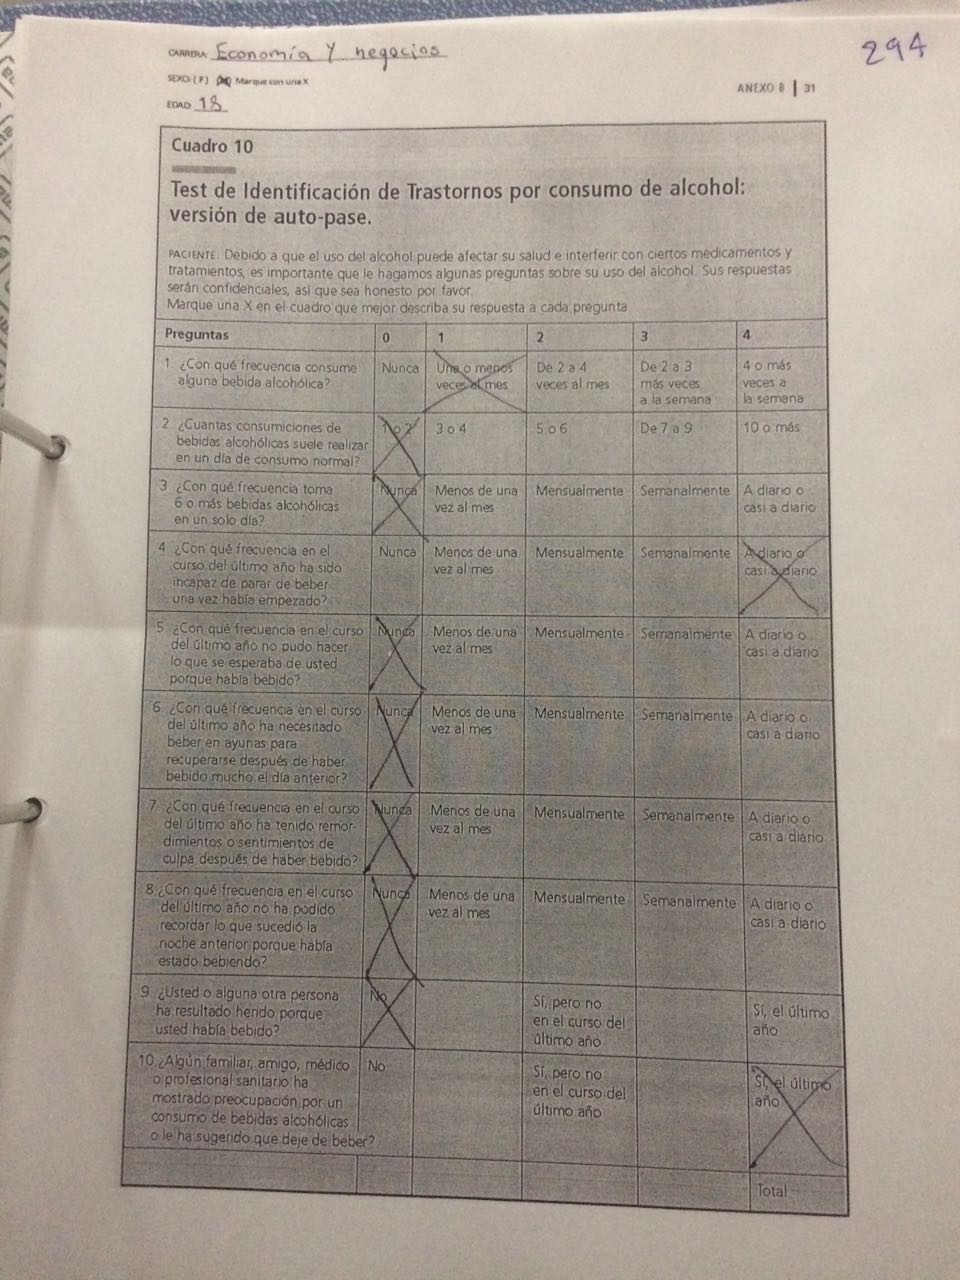 CARRERA: Economía Y negocios
294
SEXO: (F) (M) Marque con una X
ANEXO B | 31
EDAD: 18
Cuadro 10
Test de Identificación de Trastornos por consumo de alcohol:
versión de auto-pase.
PACIENTE: Debido a que el uso del alcohol puede afectar su salud e interferir con ciertos medicamentos y
tratamientos, es importante que le hagamos algunas preguntas sobre su uso del alcohol. Sus respuestas
serán confidenciales, así que sea honesto por favor.
Marque una X en el cuadro que mejor describa su respuesta a cada pregunta
Preguntas 0 1 2 3 4
1 ¿Con qué frecuencia consume
alguna bebida alcohólica?
Nunca
Una o menos
veces al mes
De 2 a 4
veces al mes
De 2 a 3
más veces
a la semana
4 o más
veces a
la semana
2 ¿Cuantas consumiciones de
bebidas alcohólicas suele realizar
en un día de consumo normal?
1 o 2
3 o 4
5 o 6
De 7 a 9
10 o más
3 ¿Con qué frecuencia toma
6 o más bebidas alcohólicas
en un solo día?
Nunca
Menos de una
vez al mes
Mensualmente
Semanalmente
A diario o
casi a diario
4 ¿Con qué frecuencia en el
curso del último año ha sido
incapaz de parar de beber
una vez había empezado?
Nunca
Menos de una
vez al mes
Mensualmente
Semanalmente
A diario o
casi a diario
5 ¿Con qué frecuencia en el curso
del último año no pudo hacer
lo que se esperaba de usted
porque había bebido?
Nunca
Menos de una
vez al mes
Mensualmente
Semanalmente
A diario o
casi a diario
6. ¿Con qué frecuencia en el curso
del último año ha necesitado
beber en ayunas para
recuperarse después de haber
bebido mucho el día anterior?
Nunca
Menos de una
vez al mes
Mensualmente
Semanalmente
A diario o
casi a diario
7 ¿Con qué frecuencia en el curso
del último año ha tenido remor-
dimientos o sentimientos de
culpa después de haber bebido?
Nunca
Menos de una
vez al mes
Mensualmente
Semanalmente
A diario o
casi a diario
8.¿Con qué frecuencia en el curso
del último año no ha podido
recordar lo que sucedió la
noche anterior porque había
estado bebiendo?
Nunca
Menos de una
vez al mes
Mensualmente
Semanalmente
A diario o
casi a diario
9 ¿Usted o alguna otra persona
ha resultado herido porque
usted había bebido?
No
Sí, pero no
en el curso del
último año
Sí, el último
año
10.¿Algún familiar, amigo, médico
o profesional sanitario ha
mostrado preocupación por un
consumo de bebidas alcohólicas
o le ha sugerido que deje de beber?
No
Sí, pero no
en el curso del
último año
Sí, el último
año
Total